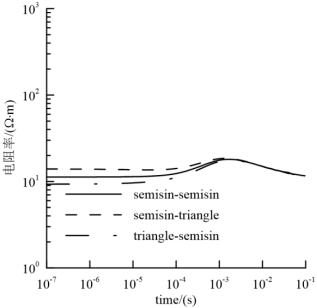 10³
10²
10¹
10⁰
电阻率/(Ω·m)
semisin-semisin
semisin-triangle
triangle-semisin
10⁻⁷ 10⁻⁶ 10⁻⁵ 10⁻⁴ 10⁻³ 10⁻² 10⁻¹
time/(s)